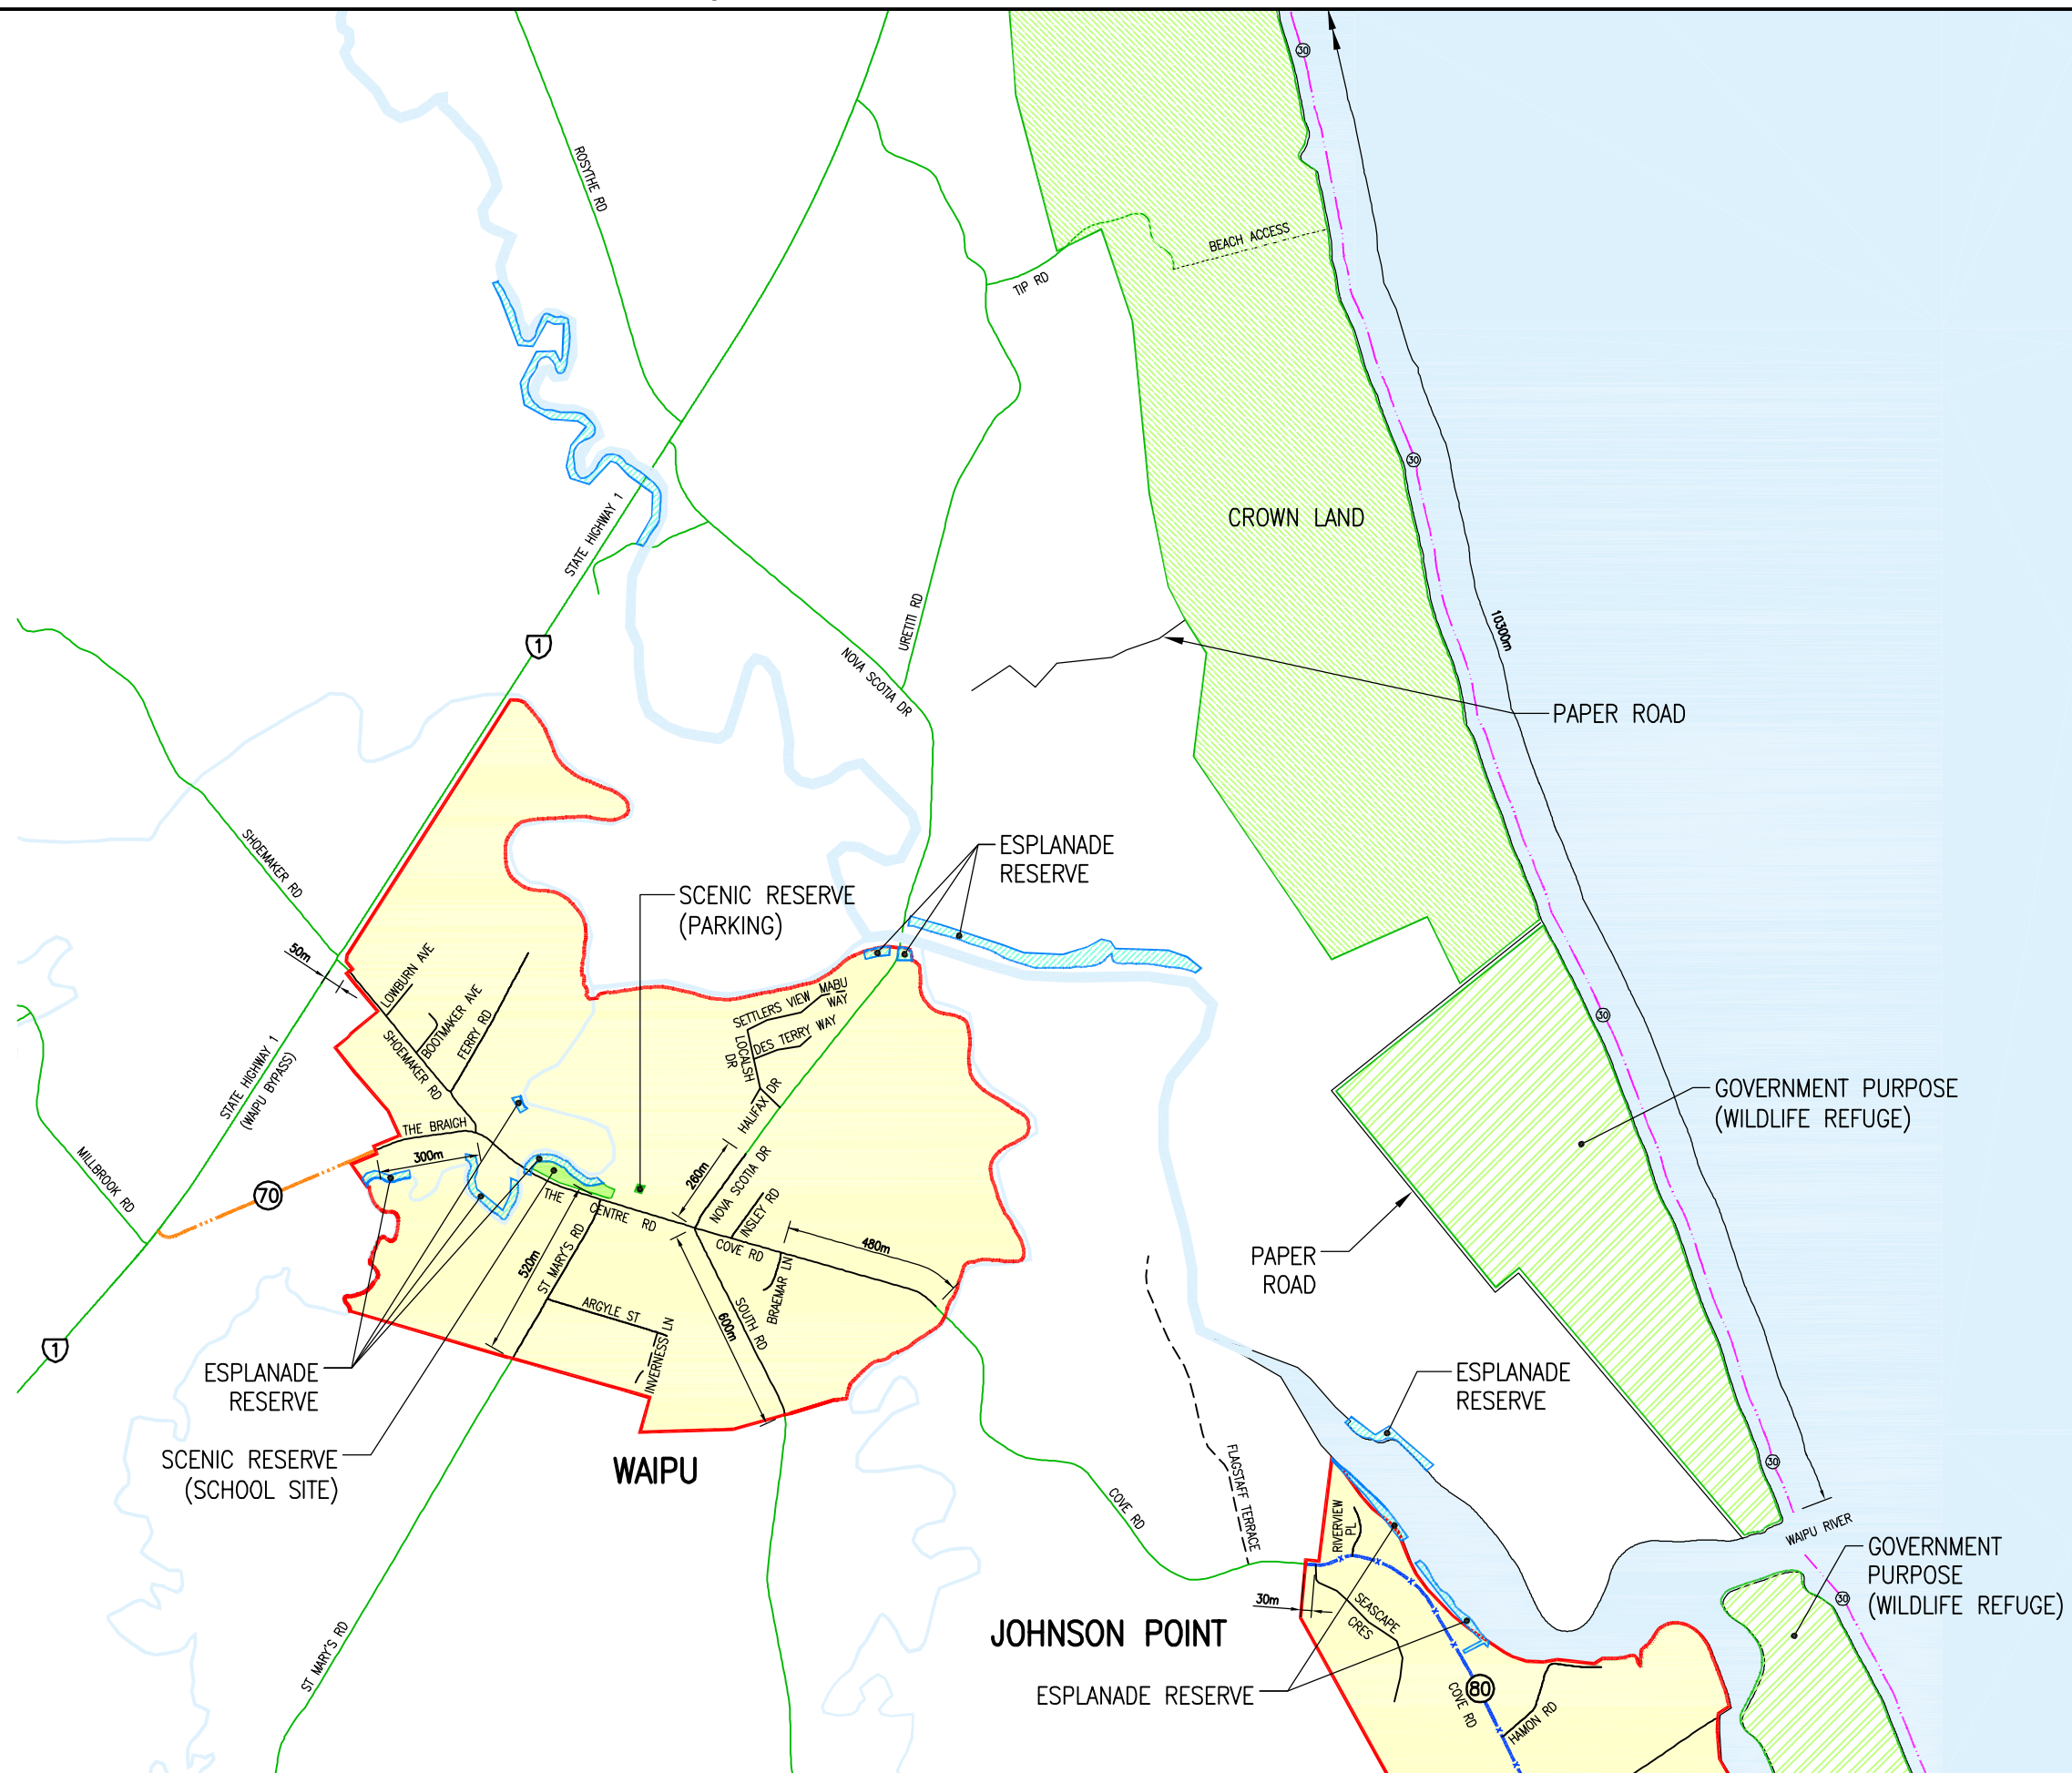 30
ROSYTHE RD
BEACH ACCESS
TIP RD
30
CROWN LAND
STATE HIGHWAY 1
10300m
URETITI RD
1
NOVA SCOTIA DR
PAPER ROAD
SHOEMAKER RD
ESPLANADE
RESERVE
SCENIC RESERVE
(PARKING)
50m
LOWBURN AVE
BOOTMAKER AVE
FERRY RD
SHOEMAKER RD
SETTLERS VIEW
MABU
WAY
DES TERRY WAY
LOCALSH
DR
HALIFAX DR
30
STATE HIGHWAY 1
(WAIPU BYPASS)
GOVERNMENT PURPOSE
(WILDLIFE REFUGE)
THE BRAIGH
300m
MILLBROOK RD
70
THE CENTRE RD
260m
NOVA SCOTIA DR
INSLEY RD
COVE RD
480m
520m
ST MARY'S RD
BRAEMAR LN
SOUTH RD
600m
ARGYLE ST
INVERNESS LN
PAPER
ROAD
1
ESPLANADE
RESERVE
ESPLANADE
RESERVE
SCENIC RESERVE
(SCHOOL SITE)
WAIPU
FLAGSTAFF TERRACE
COVE RD
30
RIVERVIEW
PL
WAIPU RIVER
GOVERNMENT
PURPOSE
(WILDLIFE REFUGE)
30
30m
SEASCAPE
CRES
JOHNSON POINT
ST MARY'S RD
ESPLANADE RESERVE
80
COVE RD
HAMON RD